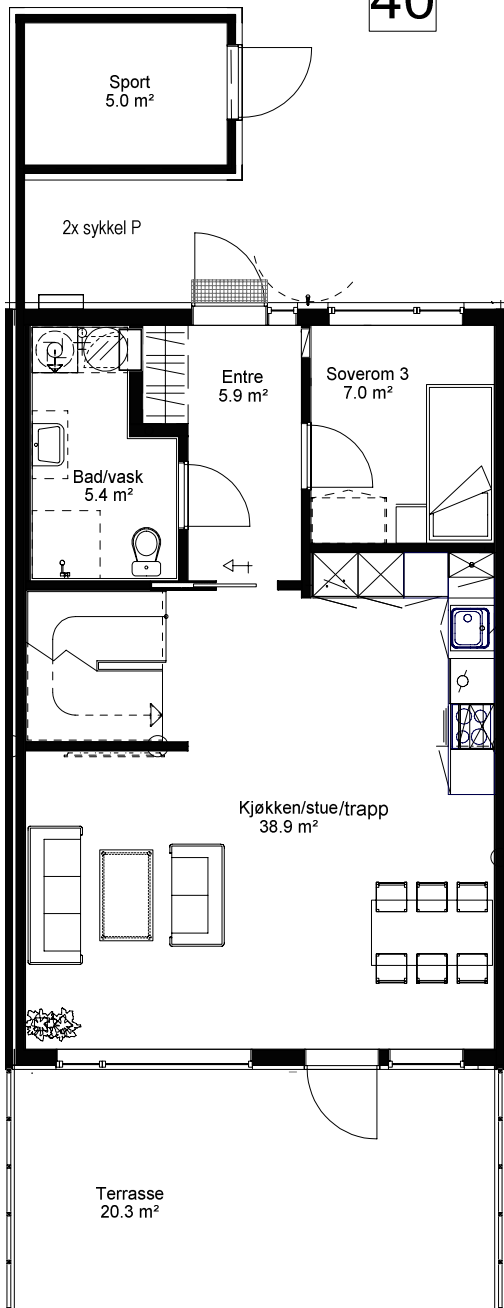 40
Sport
5.0 m²
2x sykkel P
Entre
5.9 m²
Soverom 3
7.0 m²
Bad/vask
5.4 m²
Kjøkken/stue/trapp
38.9 m²
Terrasse
20.3 m²